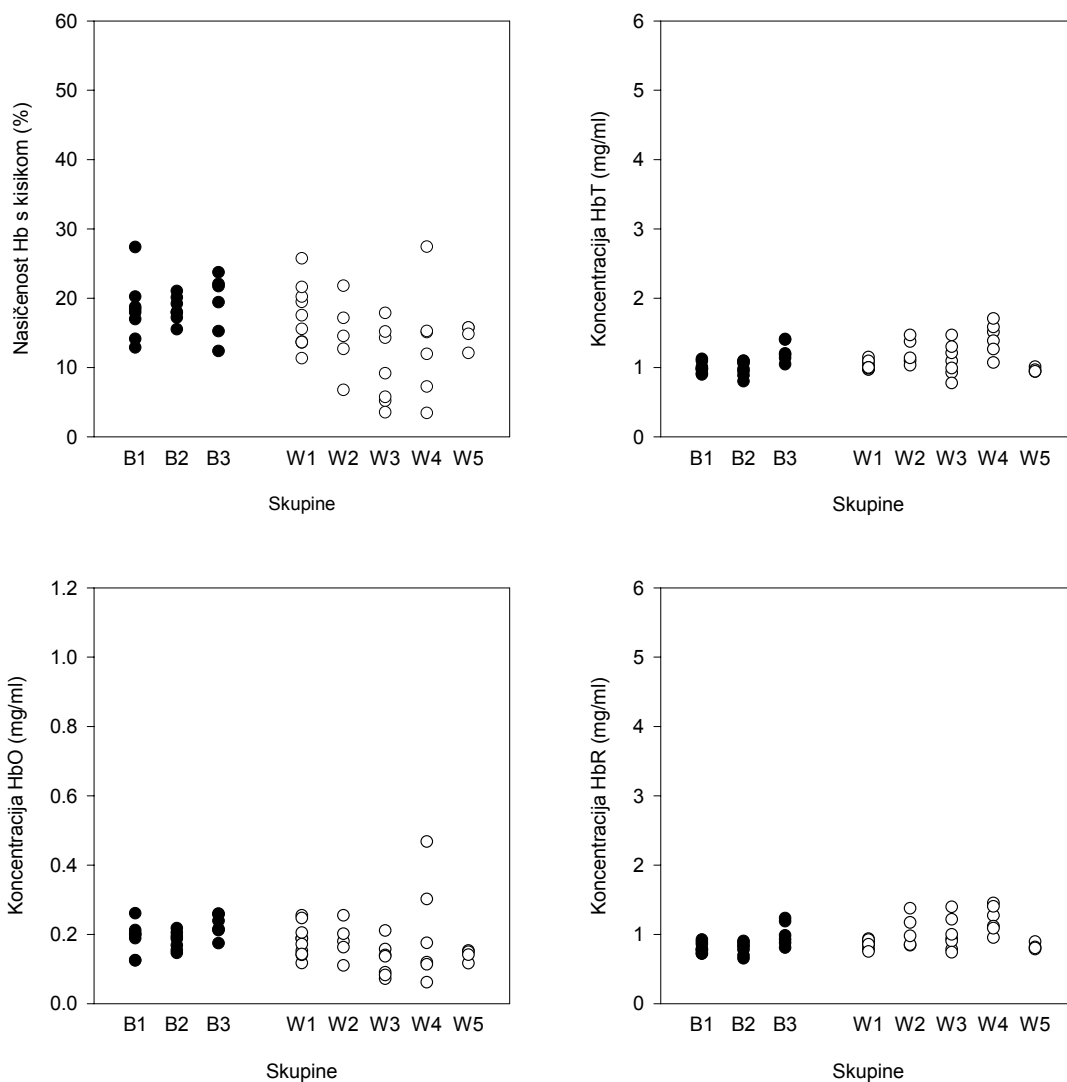 Nasičenost Hb s kisikom (%)
60
50
40
30
20
10
0
B1 B2 B3 W1 W2 W3 W4 W5
Skupine
Koncentracija HbT (mg/ml)
6
5
4
3
2
1
0
B1 B2 B3 W1 W2 W3 W4 W5
Skupine
Koncentracija HbO (mg/ml)
1.2
1.0
0.8
0.6
0.4
0.2
0.0
B1 B2 B3 W1 W2 W3 W4 W5
Skupine
Koncentracija HbR (mg/ml)
6
5
4
3
2
1
0
B1 B2 B3 W1 W2 W3 W4 W5
Skupine